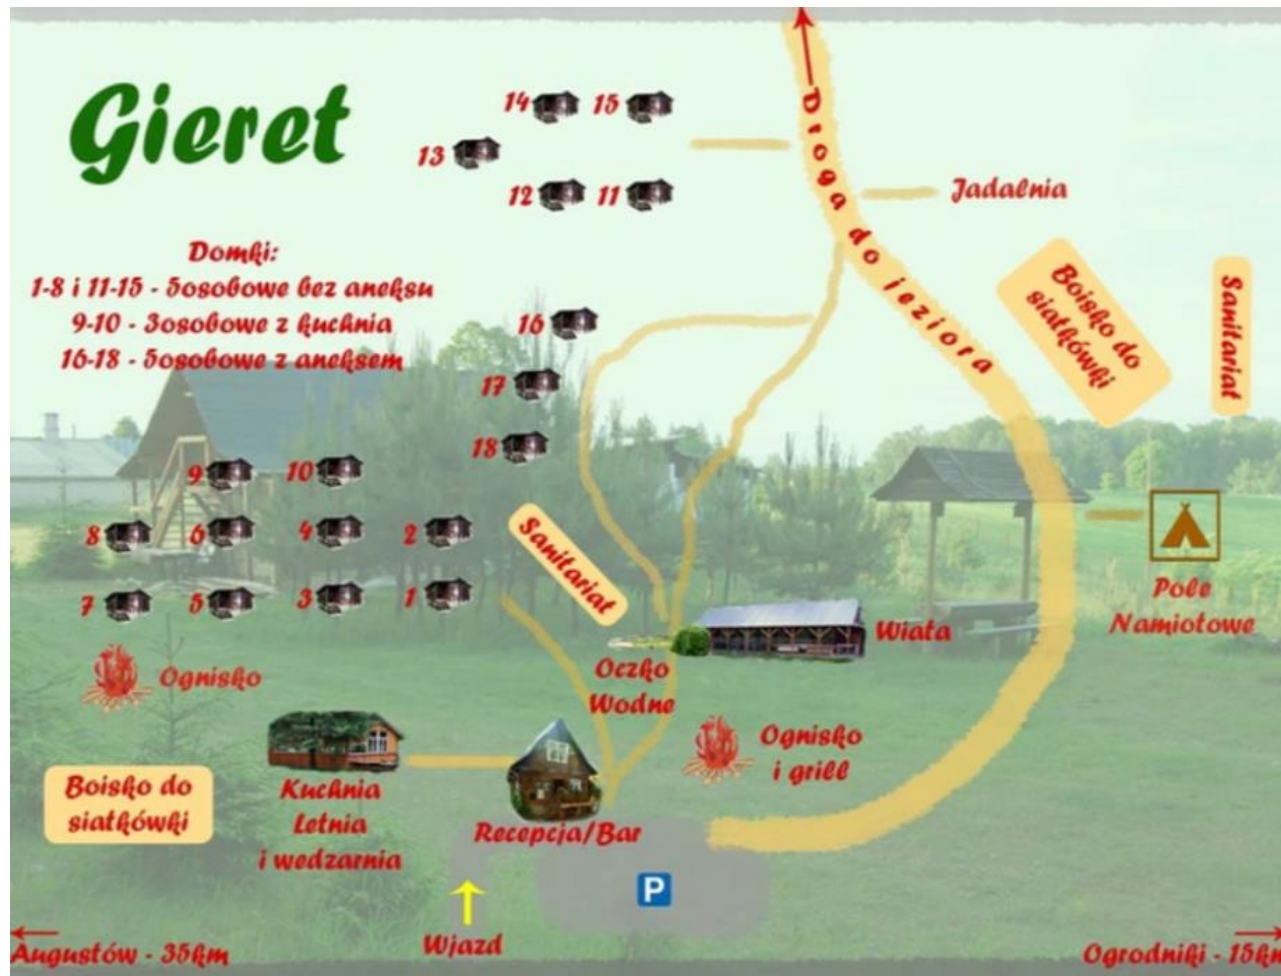 Gieret
14
15
13
12
11
Droga do jeziora
Jadalnia
Domki:
1-8 i 11-15 - 5osobowe bez aneksu
9-10 - 3osobowe z kuchnia
16-18 - 5osobowe z aneksem
Boisko do
siatkówki
Sanitariat
16
17
18
9
10
8
6
4
2
7
5
3
1
Sanitariat
Pole
Namiotowe
Wiata
Oczko
Wodne
Ognisko
Ognisko
i grill
Boisko do
siatkówki
Kuchnia
Letnia
i wedzarnia
Recepcja/Bar
P
Wjazd
Augustów - 35km
Ogrodniki - 15km